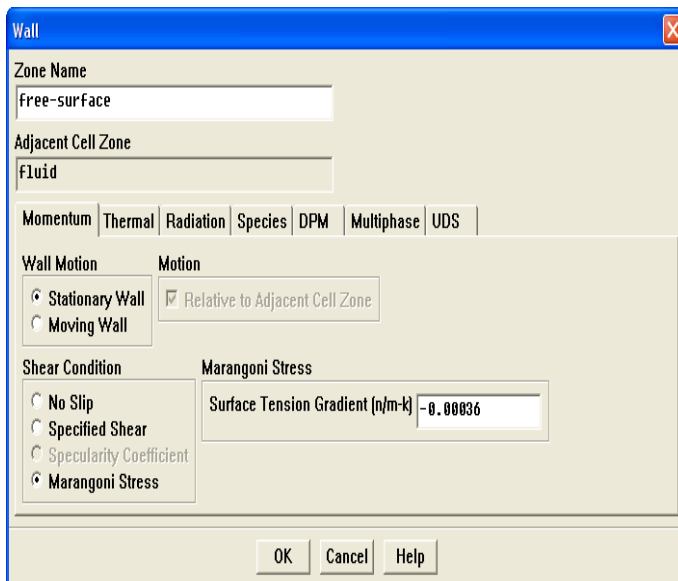 Wall
Zone Name
free-surface
Adjacent Cell Zone
fluid
Momentum Thermal Radiation Species DPM Multiphase UDS
Wall Motion Motion
Stationary Wall Relative to Adjacent Cell Zone
Moving Wall
Shear Condition Marangoni Stress
No Slip Surface Tension Gradient (n/m-k) -0.00036
Specified Shear
Specularity Coefficient
Marangoni Stress
OK Cancel Help